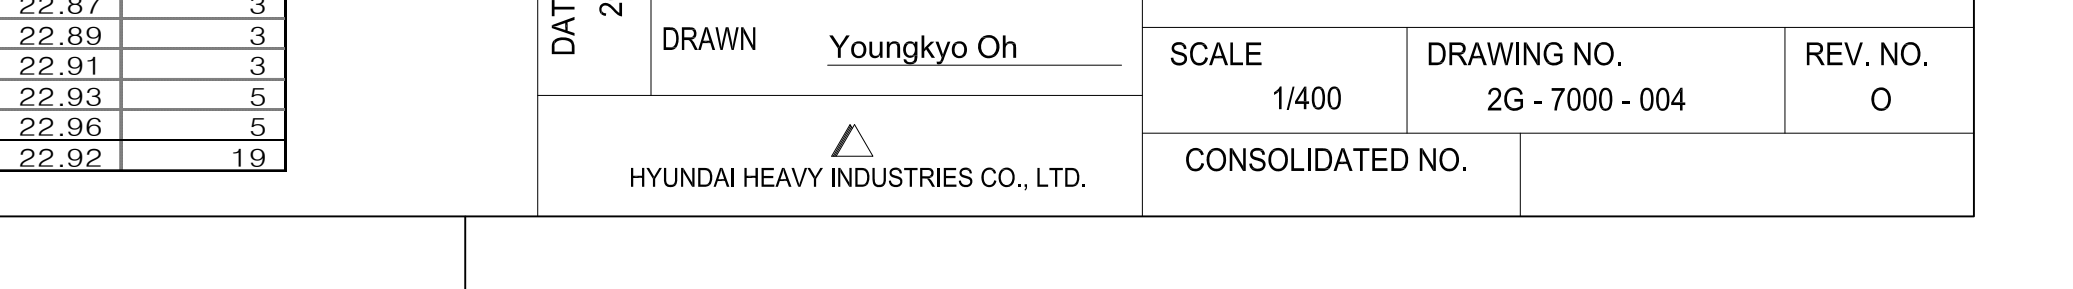 22.87 3
22.89 3
22.91 3
22.93 5
22.96 5
22.92 19
DRAWN Youngkyo Oh
HYUNDAI HEAVY INDUSTRIES CO., LTD.
SCALE
1/400
DRAWING NO.
2G - 7000 - 004
REV. NO.
O
CONSOLIDATED NO.